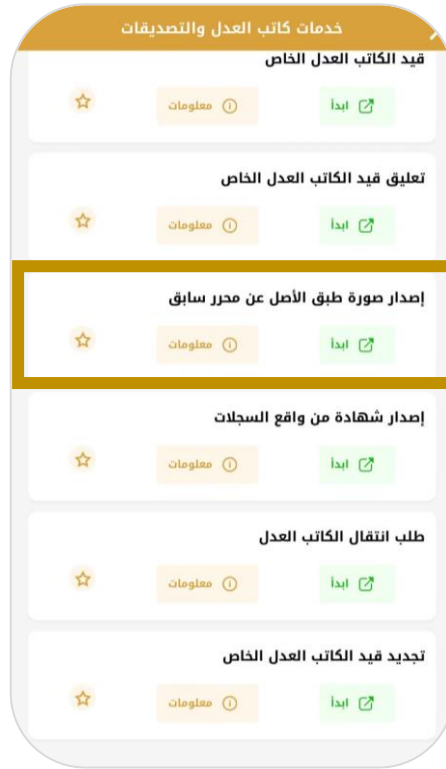 خدمات كاتب العدل والتصديقات
قيد الكاتب العدل الخاص
ابدأ معلومات
تعليق قيد الكاتب العدل الخاص
ابدأ معلومات
إصدار صورة طبق الأصل عن محرر سابق
ابدأ معلومات
إصدار شهادة من واقع السجلات
ابدأ معلومات
طلب انتقال الكاتب العدل
ابدأ معلومات
تجديد قيد الكاتب العدل الخاص
ابدأ معلومات